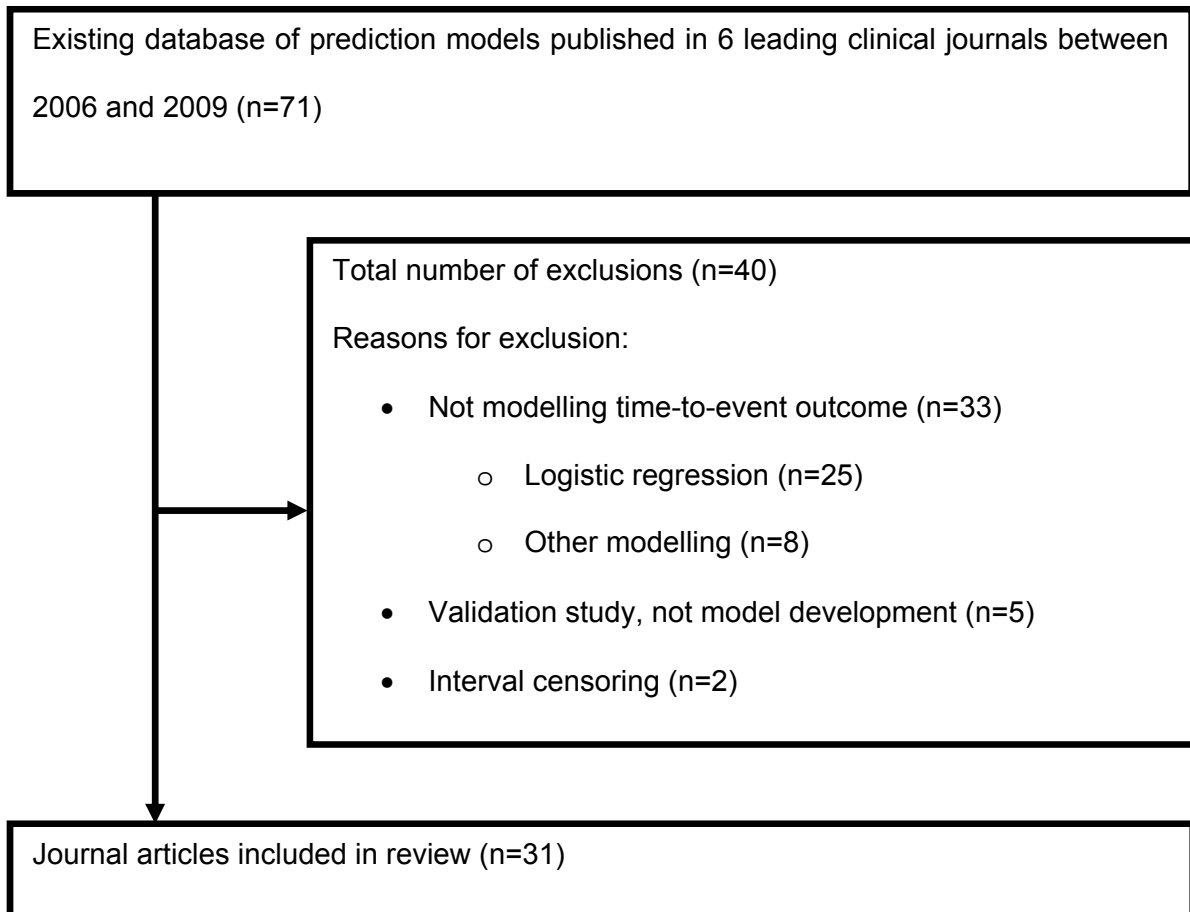 Existing database of prediction models published in 6 leading clinical journals between
2006 and 2009 (n=71)
Total number of exclusions (n=40)
Reasons for exclusion:
• Not modelling time-to-event outcome (n=33)
o Logistic regression (n=25)
o Other modelling (n=8)
• Validation study, not model development (n=5)
• Interval censoring (n=2)
Journal articles included in review (n=31)